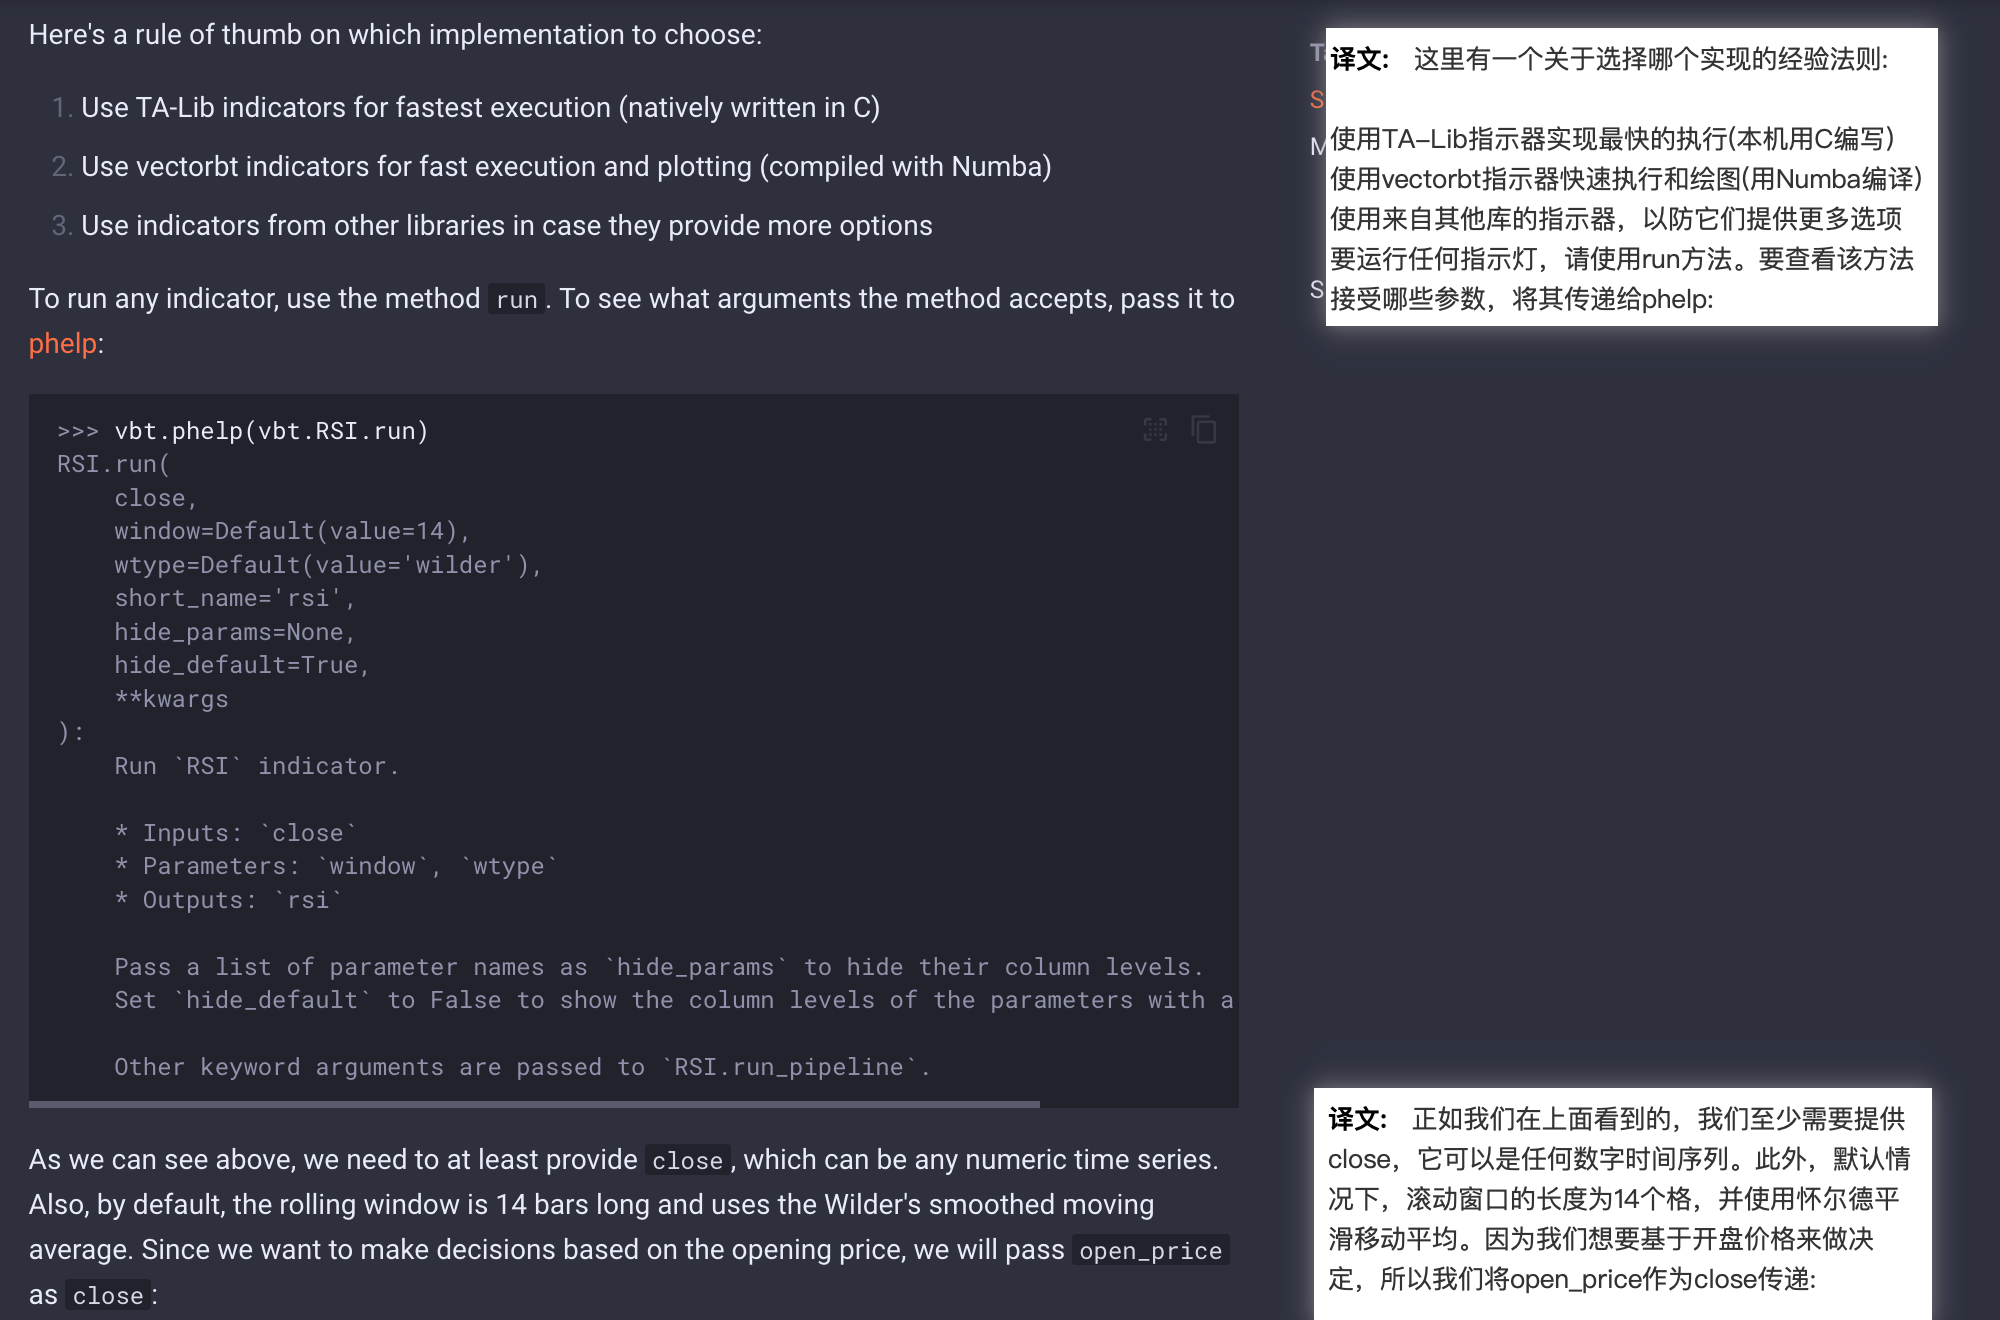 Here's a rule of thumb on which implementation to choose:
1. Use TA-Lib indicators for fastest execution (natively written in C)
2. Use vectorbt indicators for fast execution and plotting (compiled with Numba)
3. Use indicators from other libraries in case they provide more options
To run any indicator, use the method run. To see what arguments the method accepts, pass it to
phelp:
>>> vbt.phelp(vbt.RSI.run)
RSI.run(
    close,
    window=Default(value=14),
    wtype=Default(value='wilder'),
    short_name='rsi',
    hide_params=None,
    hide_default=True,
    **kwargs
):
    Run `RSI` indicator.
    * Inputs: `close`
    * Parameters: `window`, `wtype`
    * Outputs: `rsi`
    Pass a list of parameter names as `hide_params` to hide their column levels.
    Set `hide_default` to False to show the column levels of the parameters with a
    Other keyword arguments are passed to `RSI.run_pipeline`.
As we can see above, we need to at least provide close, which can be any numeric time series.
Also, by default, the rolling window is 14 bars long and uses the Wilder's smoothed moving
average. Since we want to make decisions based on the opening price, we will pass open_price
as close:
译文: 这里有一个关于选择哪个实现的经验法则:
使用TA-Lib指示器实现最快的执行(本机用C编写)
使用vectorbt指示器快速执行和绘图(用Numba编译)
使用来自其他库的指示器，以防它们提供更多选项
要运行任何指示灯，请使用run方法。要查看该方法
接受哪些参数，将其传递给phelp:
译文: 正如我们在上面看到的，我们至少需要提供
close，它可以是任何数字时间序列。此外，默认情
况下，滚动窗口的长度为14个格，并使用怀尔德平
滑移动平均。因为我们想要基于开盘价格来做决
定，所以我们将open_price作为close传递: